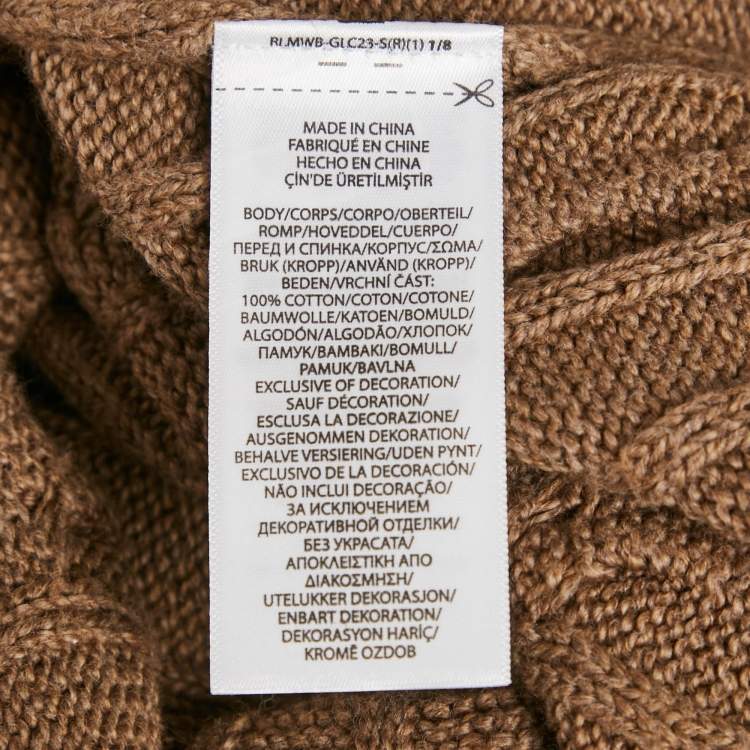 RLMWB-GLC23-S(R)(1) 1/8
MADE IN CHINA
FABRIQUÉ EN CHINE
HECHO EN CHINA
ÇİN'DE ÜRETİLMİŞTİR
BODY/CORPS/CORPO/OBERTEIL/
ROMP/HOVEDDEL/CUERPO/
ПЕРЕД И СПИНКА/КОРПУС/ΣΩΜΑ/
BRUK (KROPP)/ANVÄND (KROPP)/
BEDEN/VRCHNÍ ČÁST:
100% COTTON/COTON/COTONE/
BAUMWOLLE/KATOEN/BOMULD/
ALGODÓN/ALGODÃO/ХЛОПОК/
ПАМУК/BAMBAKI/BOMULL/
PAMUK/BAVLNA
EXCLUSIVE OF DECORATION/
SAUF DÉCORATION/
ESCLUSA LA DECORAZIONE/
AUSGENOMMEN DEKORATION/
BEHALVE VERSIERING/UDEN PYNT/
EXCLUSIVO DE LA DECORACIÓN/
NÃO INCLUI DECORAÇÃO/
ЗА ИСКЛЮЧЕНИЕМ
ДЕКОРАТИВНОЙ ОТДЕЛКИ/
БЕЗ УКРАСАТА/
ΑΠΟΚΛΕΙΣΤΙΚΗ ΑΠΟ
ΔΙΑΚΟΣΜΗΣΗ/
UTELUKKER DEKORASJON/
ENBART DEKORATION/
DEKORASYON HARİÇ/
KROMĚ OZDOB